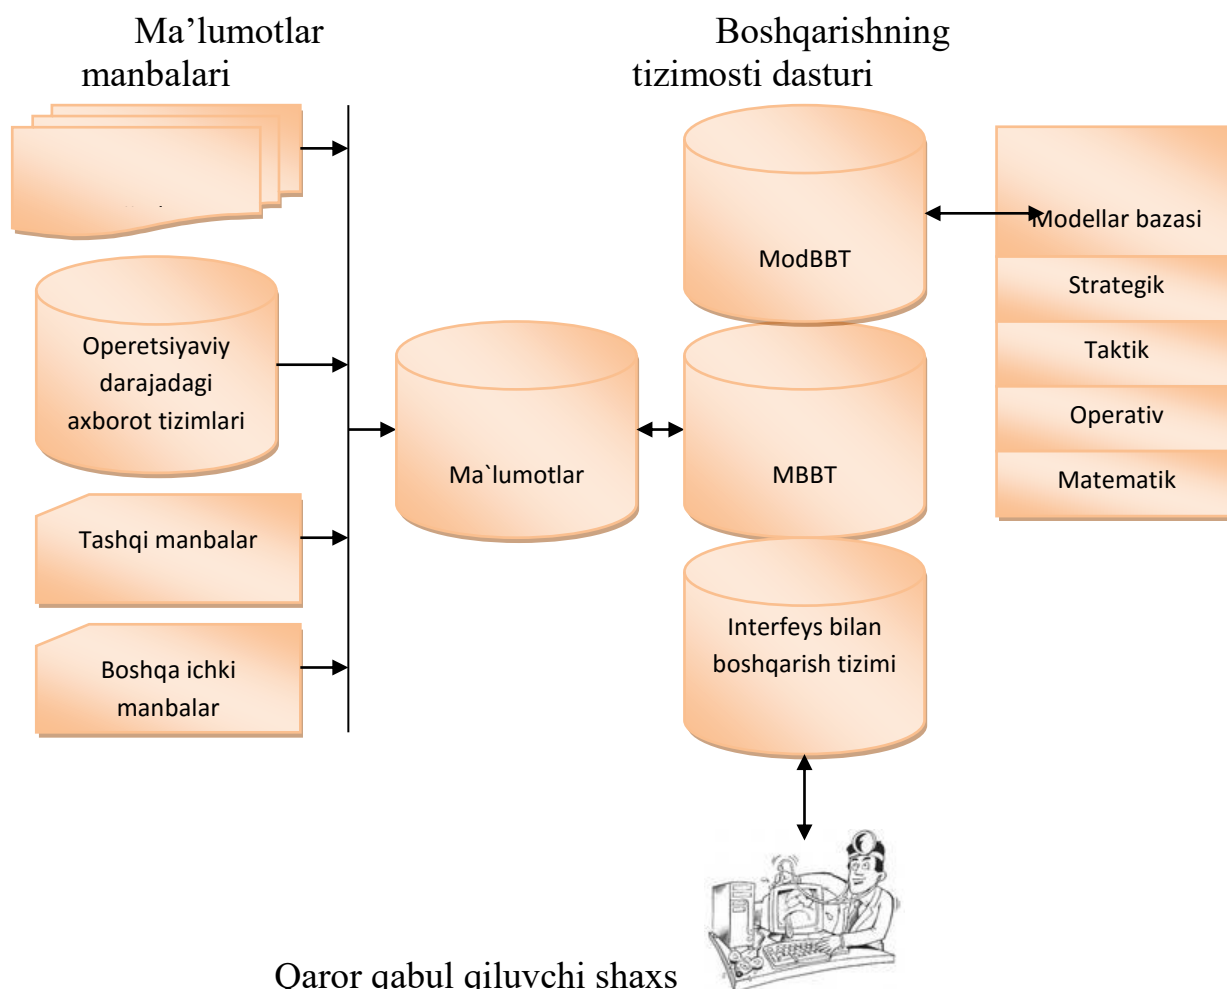 Ma’lumotlar
manbalari
Boshqarishning
tizimosti dasturi
Operetsiyaviy
darajadagi
axborot tizimlari
Tashqi manbalar
Boshqa ichki
manbalar
Ma`lumotlar
ModBBT
MBBT
Interfeys bilan
boshqarish tizimi
Modellar bazasi
Strategik
Taktik
Operativ
Matematik
Qaror qabul qiluvchi shaxs